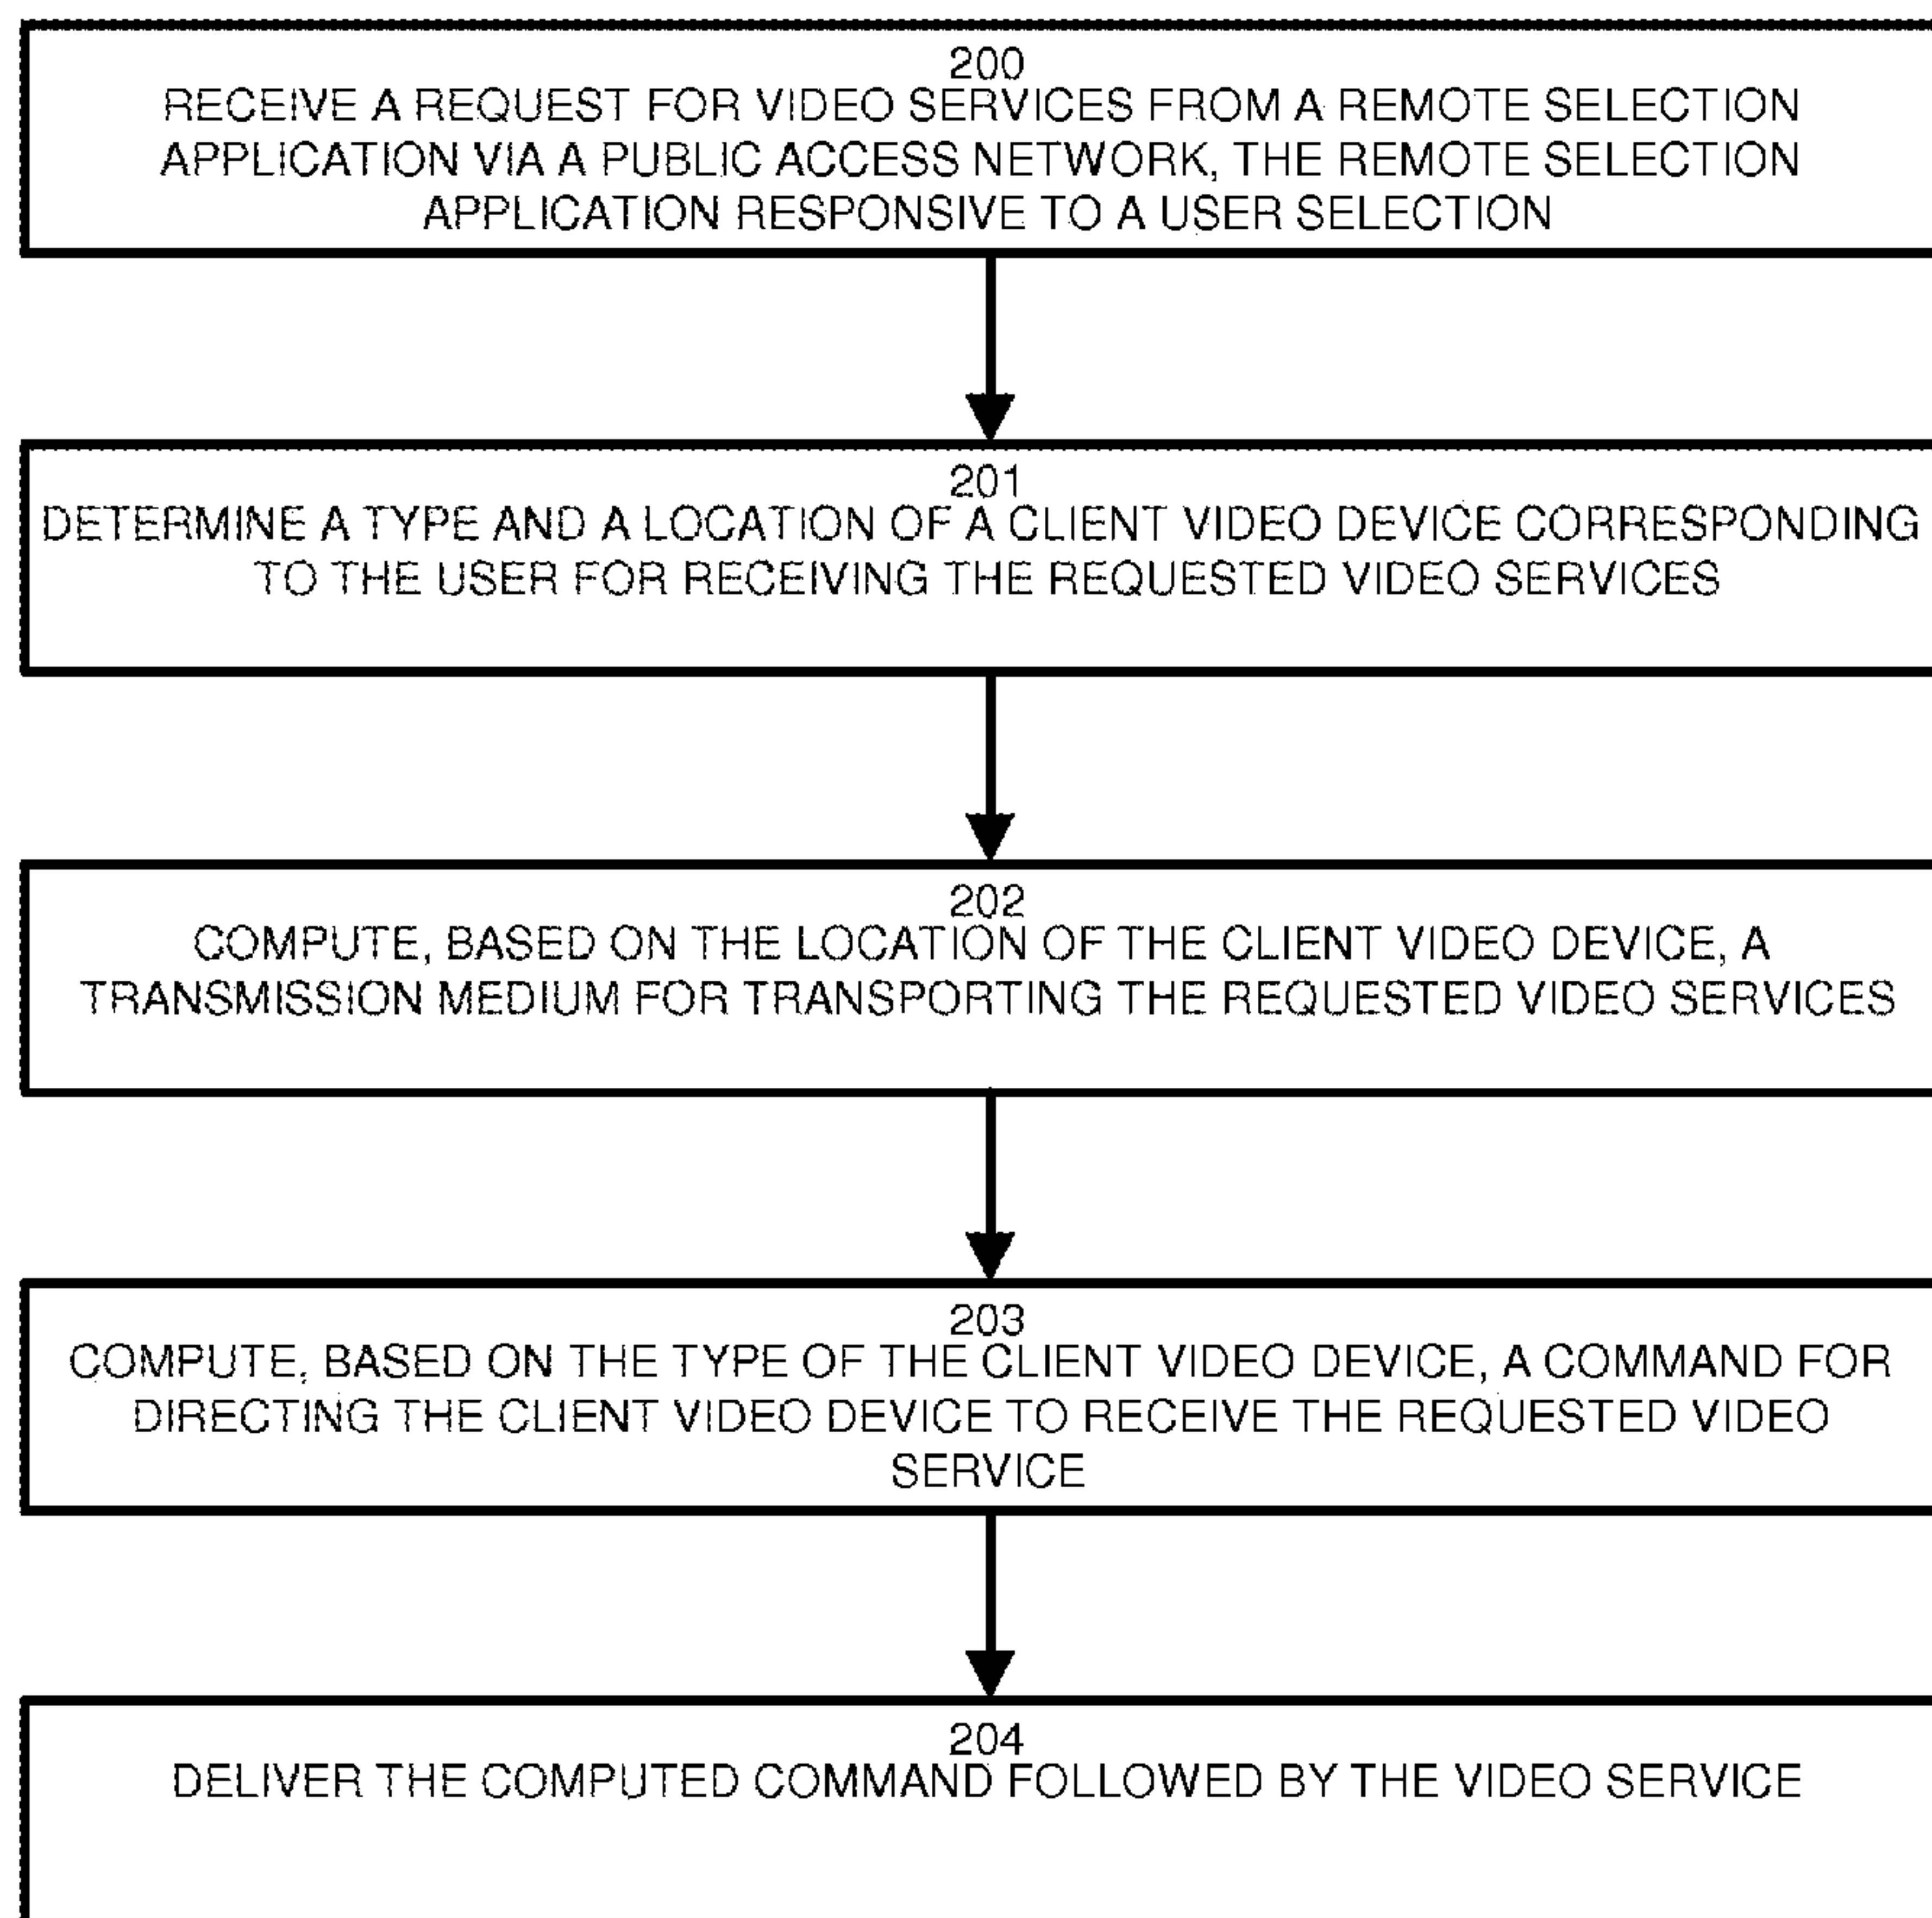 200
RECEIVE A REQUEST FOR VIDEO SERVICES FROM A REMOTE SELECTION
APPLICATION VIA A PUBLIC ACCESS NETWORK, THE REMOTE SELECTION
APPLICATION RESPONSIVE TO A USER SELECTION
201
DETERMINE A TYPE AND A LOCATION OF A CLIENT VIDEO DEVICE CORRESPONDING
TO THE USER FOR RECEIVING THE REQUESTED VIDEO SERVICES
202
COMPUTE, BASED ON THE LOCATION OF THE CLIENT VIDEO DEVICE, A
TRANSMISSION MEDIUM FOR TRANSPORTING THE REQUESTED VIDEO SERVICES
203
COMPUTE, BASED ON THE TYPE OF THE CLIENT VIDEO DEVICE, A COMMAND FOR
DIRECTING THE CLIENT VIDEO DEVICE TO RECEIVE THE REQUESTED VIDEO
SERVICE
204
DELIVER THE COMPUTED COMMAND FOLLOWED BY THE VIDEO SERVICE